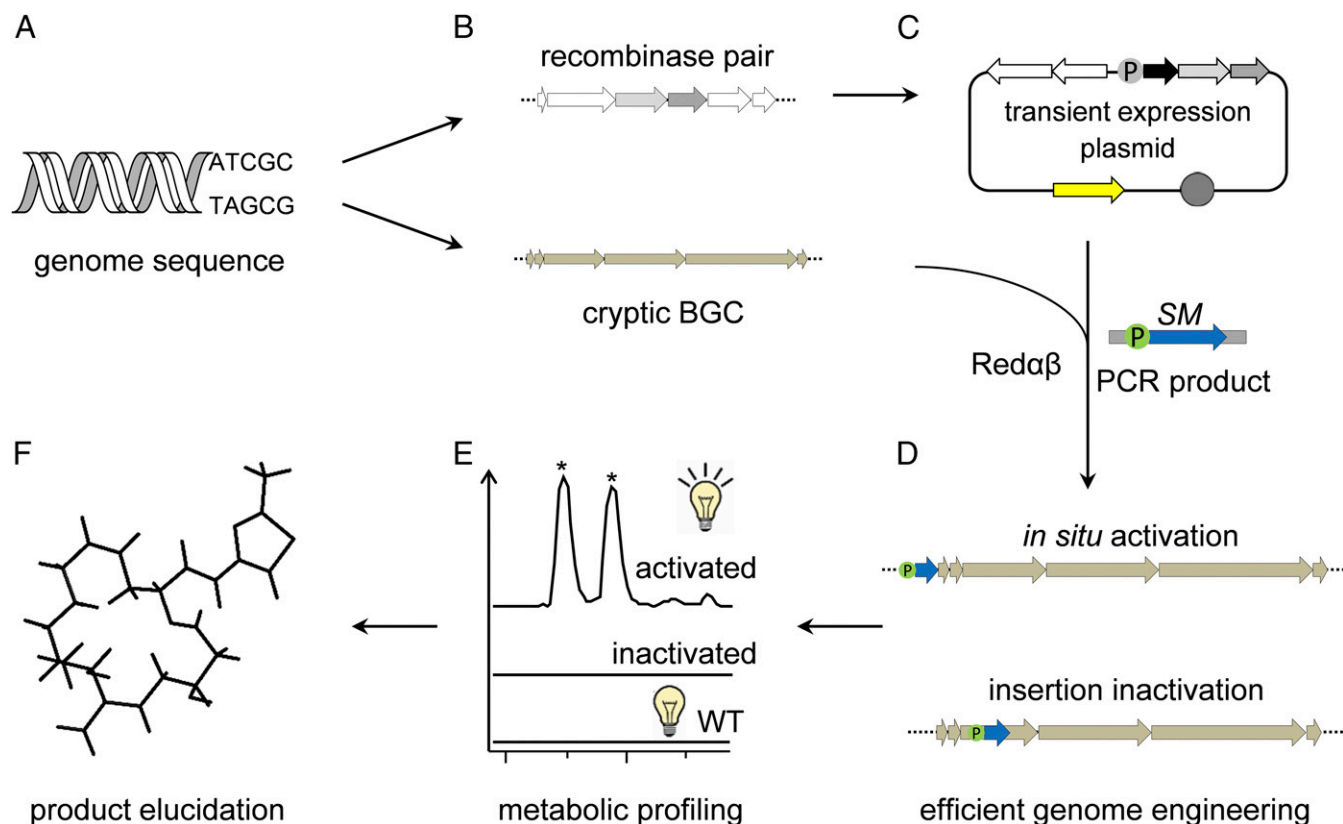 A
B
C
recombinase pair
P
transient expression
plasmid
ATCGC
TAGCG
genome sequence
cryptic BGC
SM
P
Redαβ
PCR product
F
E
D
* *
in situ activation
activated
P
inactivated
insertion inactivation
WT
P
product elucidation
metabolic profiling
efficient genome engineering